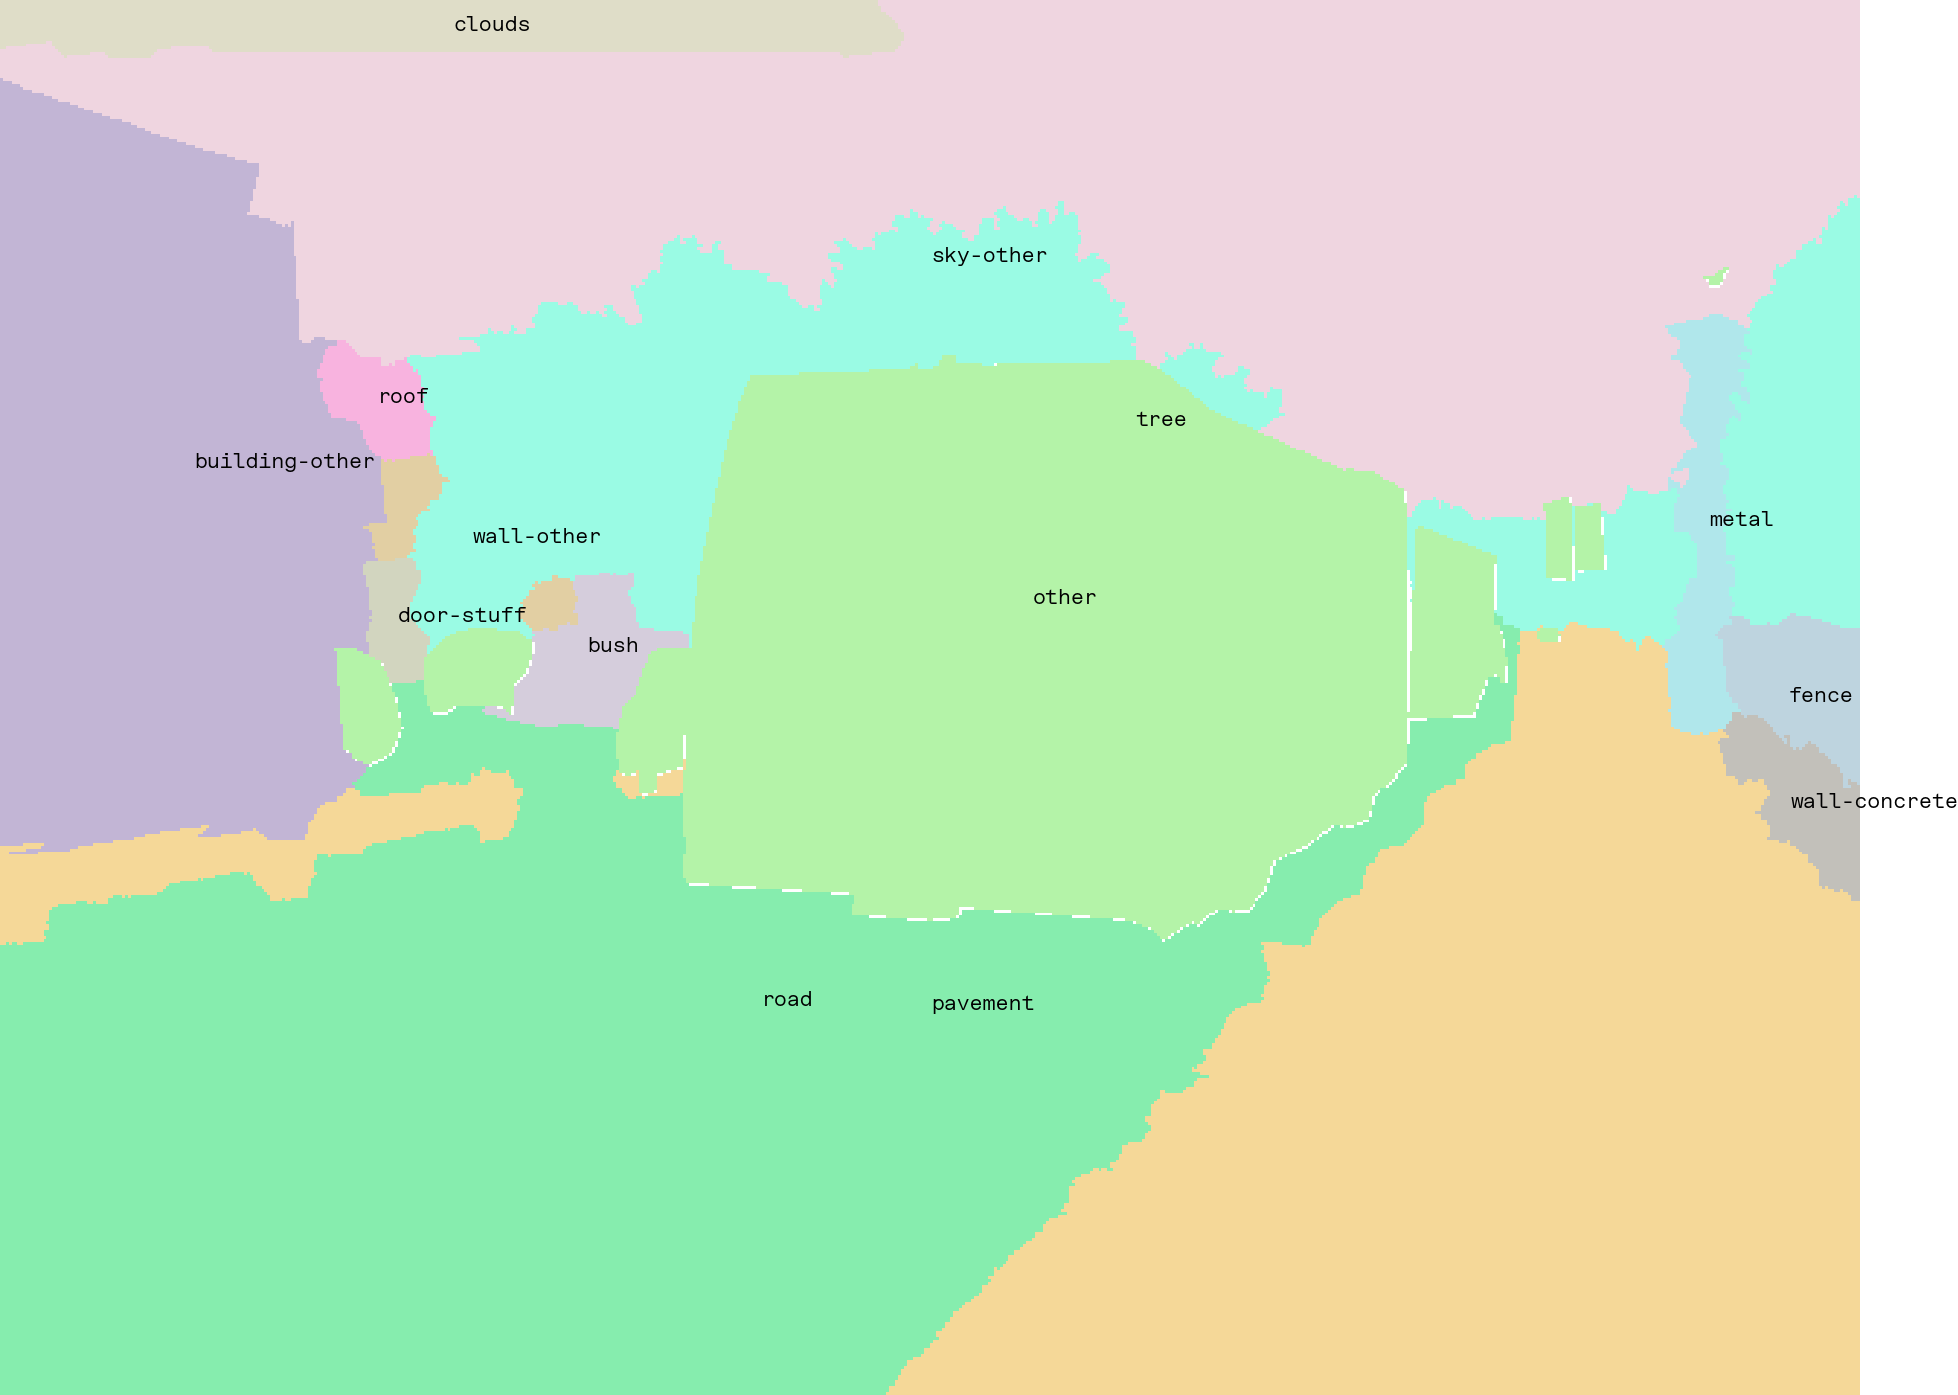 clouds
sky-other
roof
tree
building-other
metal
wall-other
other
door-stuff
bush
fence
wall-concrete
road
pavement